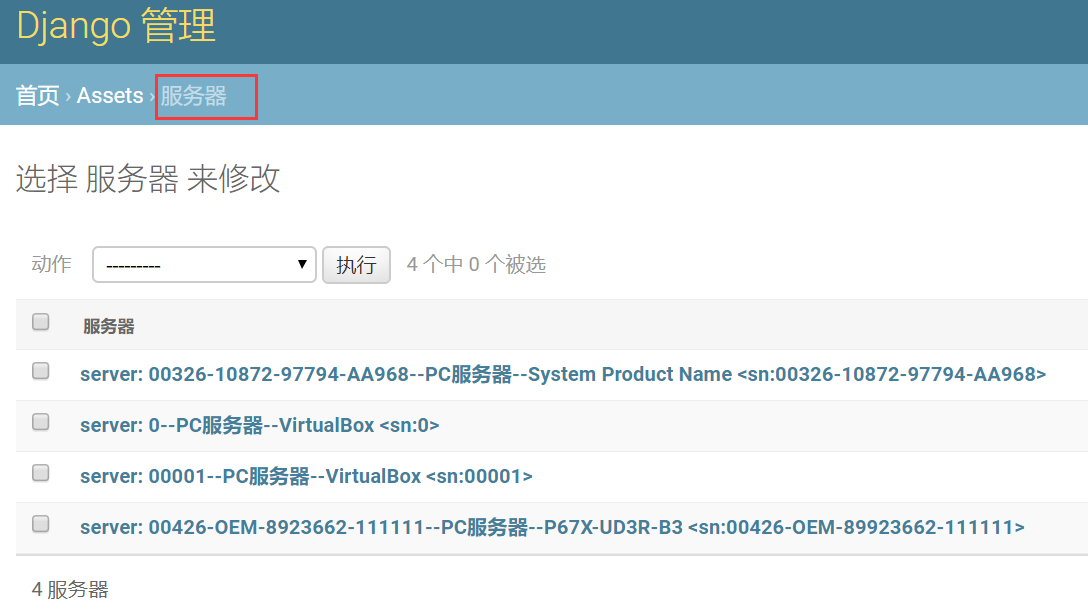 Django 管理
首页 › Assets › 服务器
选择 服务器 来修改
动作 --------- 执行 4 个中 0 个被选
服务器
server: 00326-10872-97794-AA968--PC服务器--System Product Name <sn:00326-10872-97794-AA968>
server: 0--PC服务器--VirtualBox <sn:0>
server: 00001--PC服务器--VirtualBox <sn:00001>
server: 00426-OEM-8923662-111111--PC服务器--P67X-UD3R-B3 <sn:00426-OEM-89923662-111111>
4 服务器